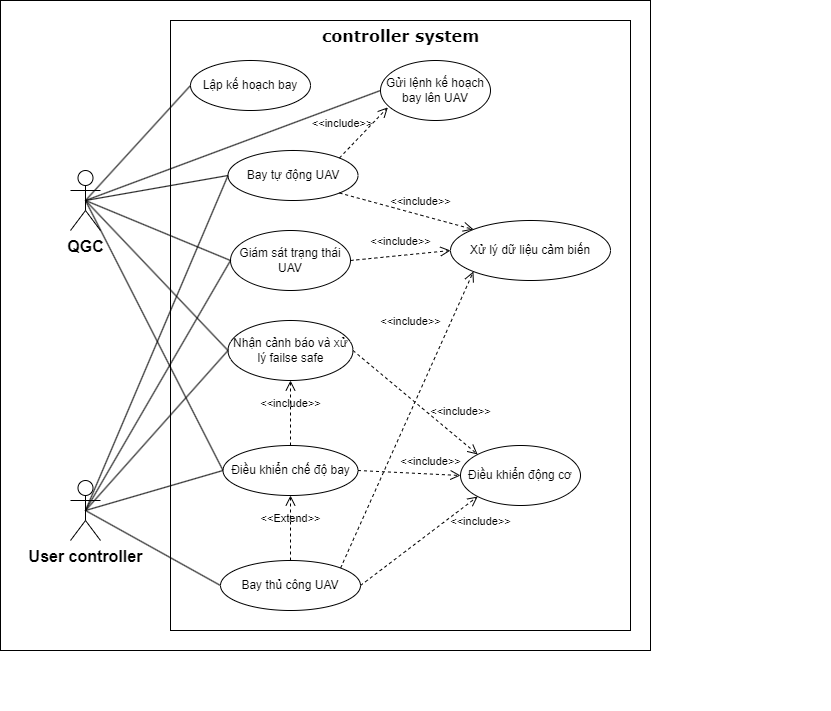 controller system
Lập kế hoạch bay
Gửi lệnh kế hoạch
bay lên UAV
<<include>>
Bay tự động UAV
<<include>>
QGC
<<include>>
Giám sát trạng thái
UAV
Xử lý dữ liệu cảm biến
<<include>>
Nhận cảnh báo và xử
lý failse safe
<<include>>
<<include>>
Điều khiển chế độ bay
<<include>>
Điều khiển động cơ
<<Extend>>
<<include>>
User controller
Bay thủ công UAV